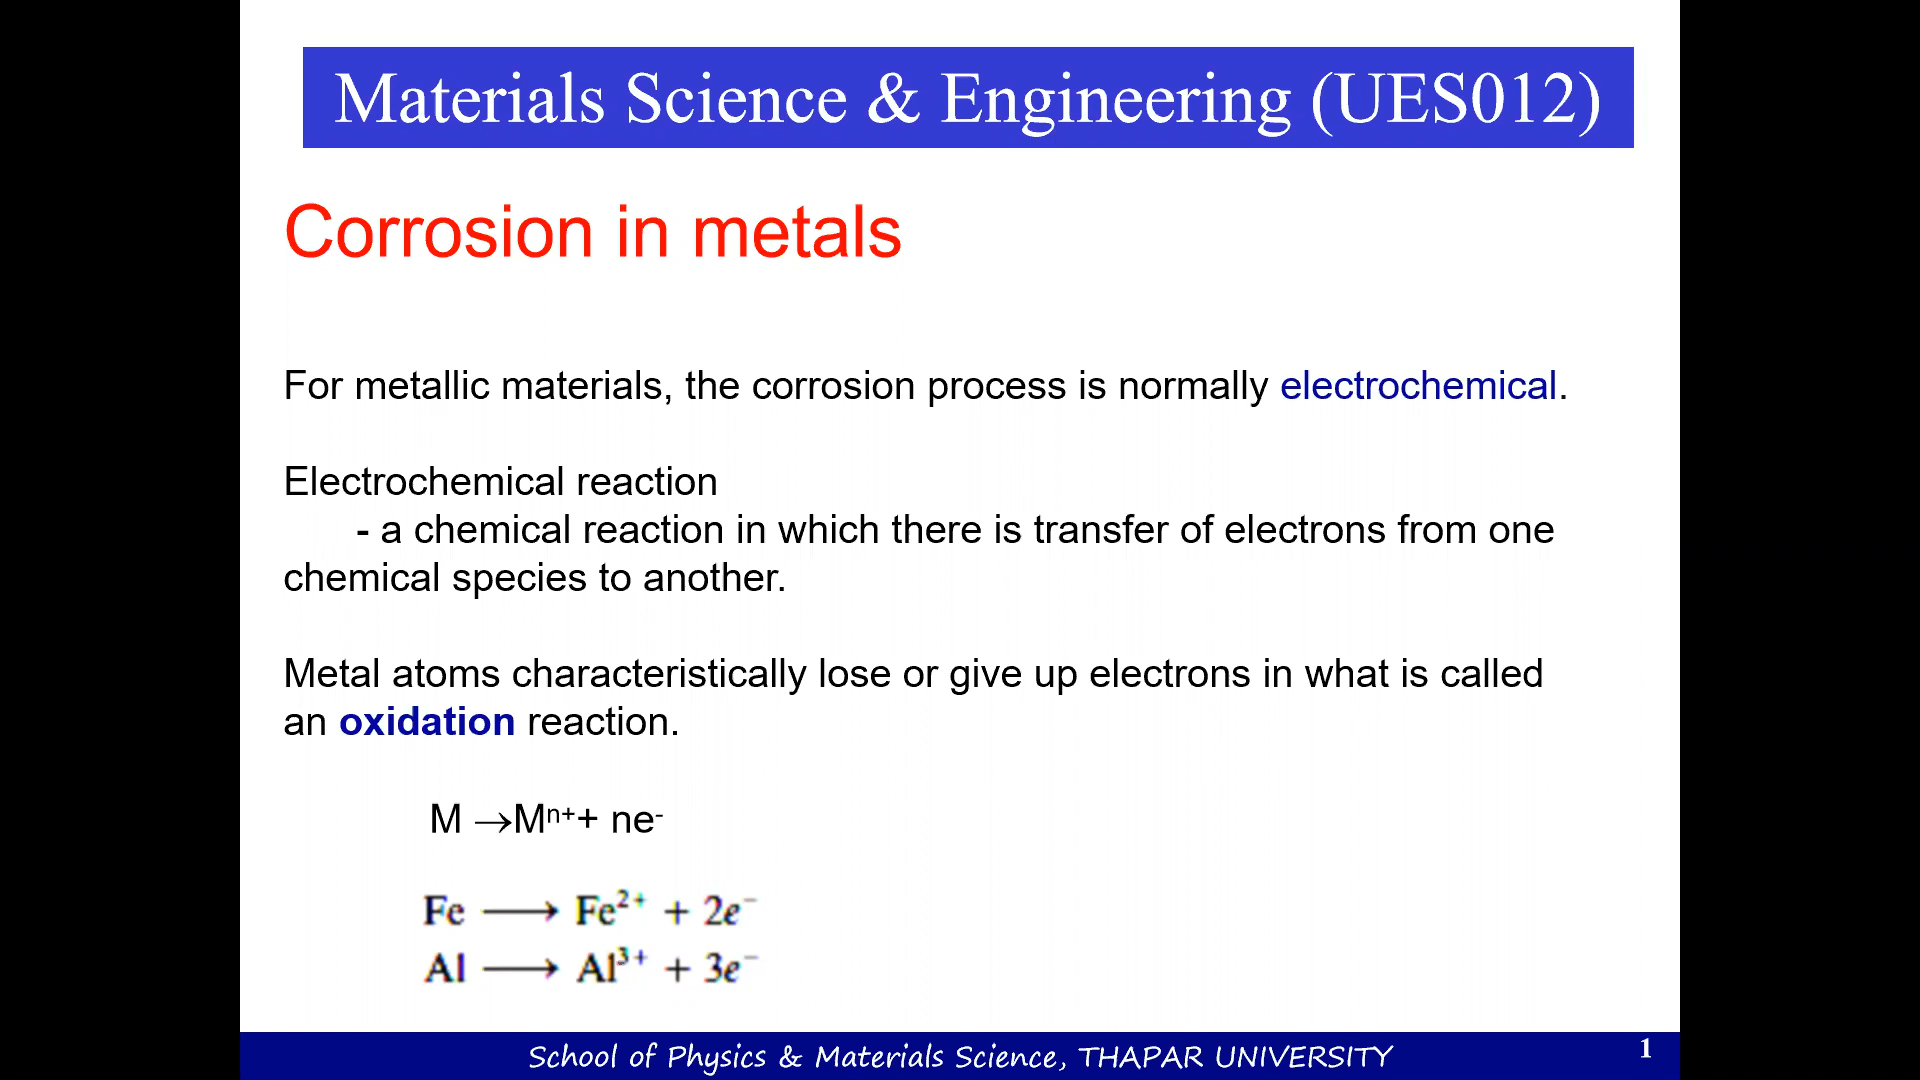 Materials Science & Engineering (UES012)
Corrosion in metals
For metallic materials, the corrosion process is normally electrochemical.
Electrochemical reaction
- a chemical reaction in which there is transfer of electrons from one
chemical species to another.
Metal atoms characteristically lose or give up electrons in what is called
an oxidation reaction.
M →Mⁿ⁺+ ne⁻
Fe ⟶ Fe²⁺ + 2e⁻
Al ⟶ Al³⁺ + 3e⁻
School of Physics & Materials Science, THAPAR UNIVERSITY
1